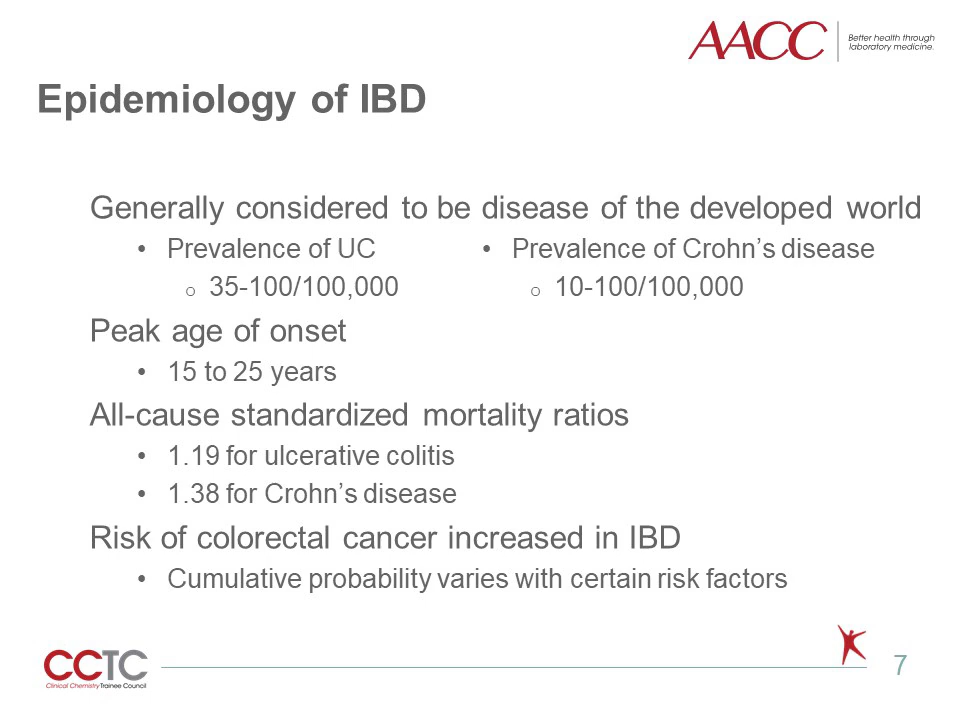 AACC
Better health through
laboratory medicine.
Epidemiology of IBD
Generally considered to be disease of the developed world
• Prevalence of UC
o 35-100/100,000
• Prevalence of Crohn’s disease
o 10-100/100,000
Peak age of onset
• 15 to 25 years
All-cause standardized mortality ratios
• 1.19 for ulcerative colitis
• 1.38 for Crohn’s disease
Risk of colorectal cancer increased in IBD
• Cumulative probability varies with certain risk factors
CCTC
Clinical Chemistry Trainee Council
7